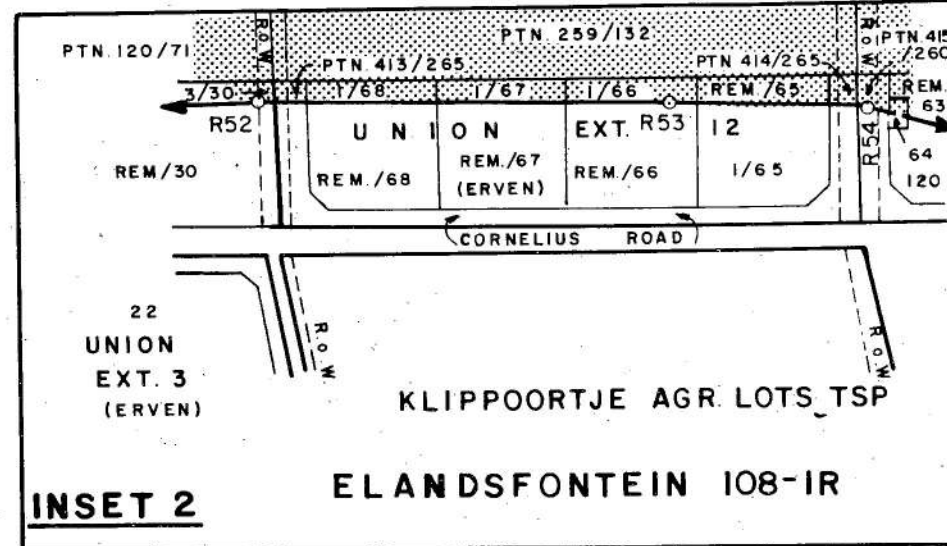 R.O.W.
PTN. 259/132
R.O.W.
PTN. 415
/260
PTN. 120/71
PTN. 413/265
PTN 414/265
3/30
1/68
1/67
1/66
REM/65
REM.
63
R52
UNION EXT. 12
R53
R54
64
120
REM/30
REM./68
REM./67
(ERVEN)
REM./66
1/65
CORNELIUS ROAD
22
UNION
EXT. 3
(ERVEN)
R.O.W.
R.O.W.
KLIPPOORTJE AGR. LOTS TSP
ELANDSFONTEIN 108-IR
INSET 2